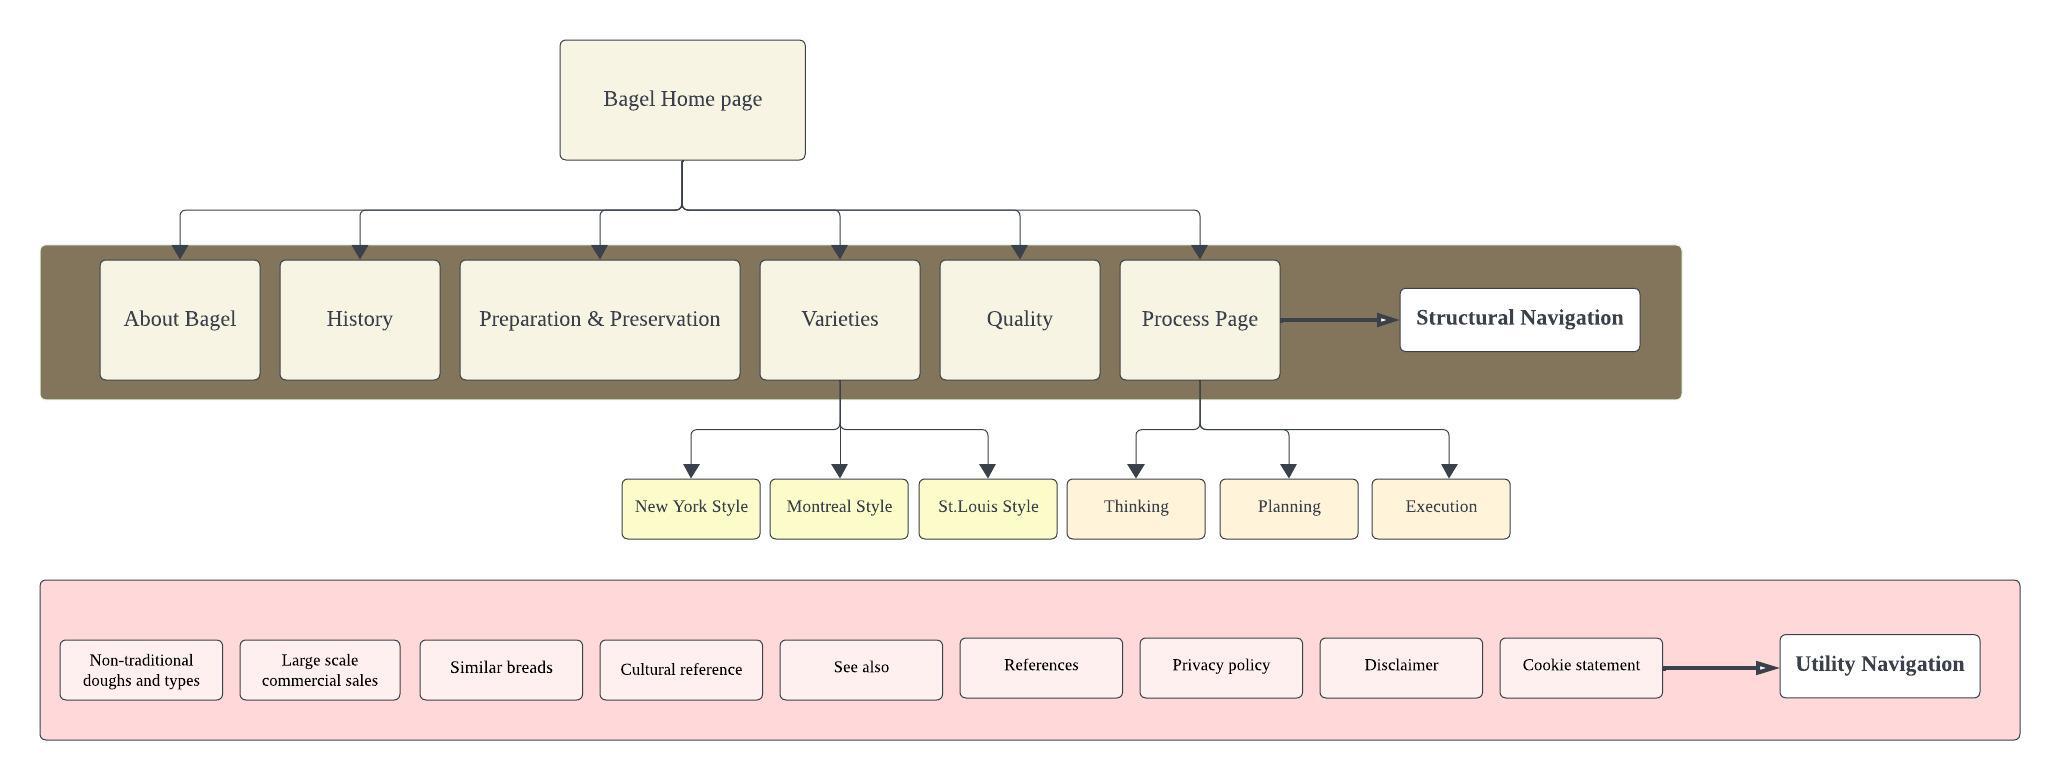 Bagel Home page
About Bagel
History
Preparation & Preservation
Varieties
Quality
Process Page
Structural Navigation
New York Style
Montreal Style
St.Louis Style
Thinking
Planning
Execution
Non-traditional
doughs and types
Large scale
commercial sales
Similar breads
Cultural reference
See also
References
Privacy policy
Disclaimer
Cookie statement
Utility Navigation